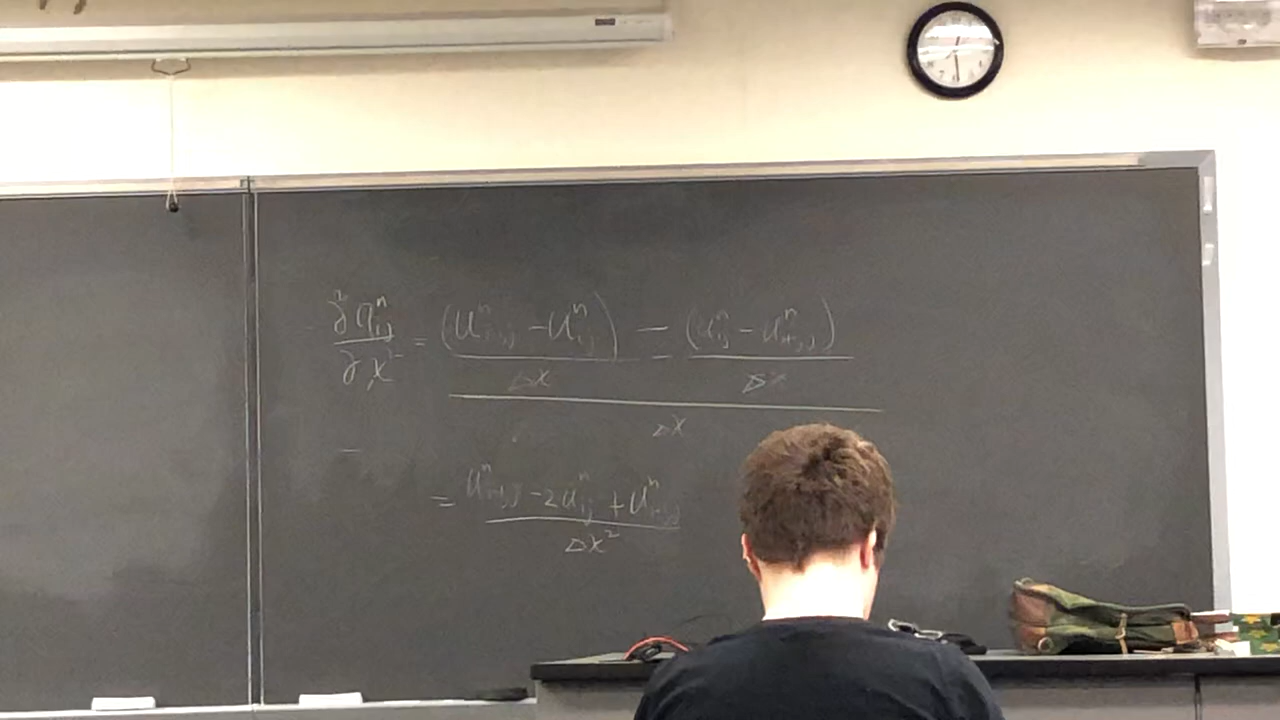 ∂²u^n_{i,j} / ∂x² = ((u^n_{i+1,j} - u^n_{i,j}) / Δx - (u^n_{i,j} - u^n_{i-1,j}) / Δx) / Δx
= (u^n_{i+1,j} - 2u^n_{i,j} + u^n_{i-1,j}) / Δx²